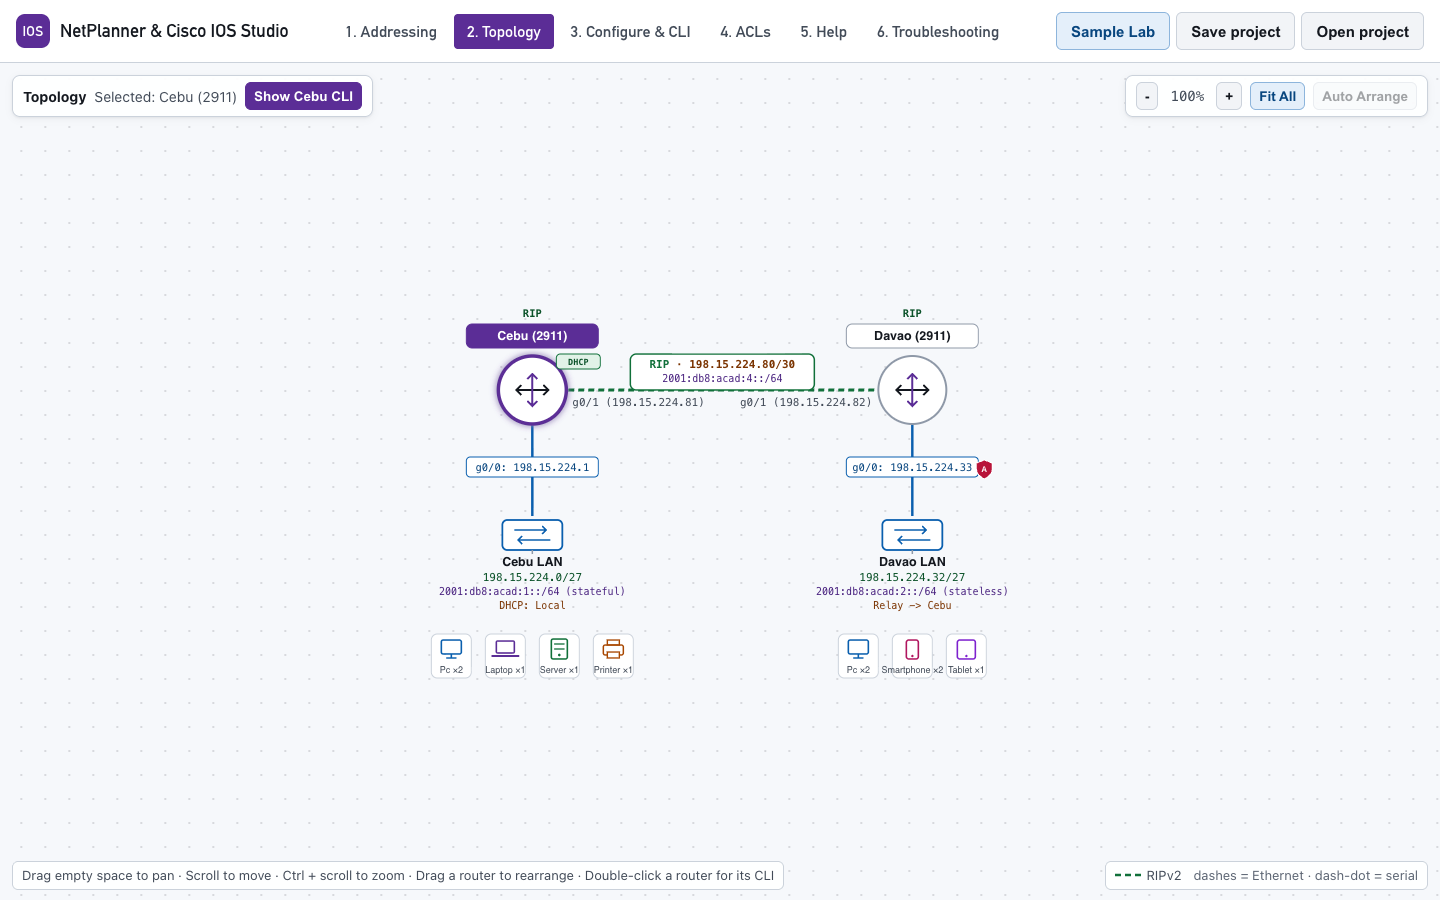 IOS NetPlanner & Cisco IOS Studio 1. Addressing 2. Topology 3. Configure & CLI 4. ACLs 5. Help 6. Troubleshooting Sample Lab Save project Open project
Topology Selected: Cebu (2911) Show Cebu CLI - 100% + Fit All Auto Arrange
RIP
Cebu (2911)
DHCP
RIP · 198.15.224.80/30
2001:db8:acad:4::/64
g0/1 (198.15.224.81) g0/1 (198.15.224.82)
RIP
Davao (2911)
g0/0: 198.15.224.1
Cebu LAN
198.15.224.0/27
2001:db8:acad:1::/64 (stateful)
DHCP: Local
Pc ×2 Laptop ×1 Server ×1 Printer ×1
g0/0: 198.15.224.33 A
Davao LAN
198.15.224.32/27
2001:db8:acad:2::/64 (stateless)
Relay -> Cebu
Pc ×2 Smartphone ×2 Tablet ×1
Drag empty space to pan · Scroll to move · Ctrl + scroll to zoom · Drag a router to rearrange · Double-click a router for its CLI
RIPv2 dashes = Ethernet · dash-dot = serial